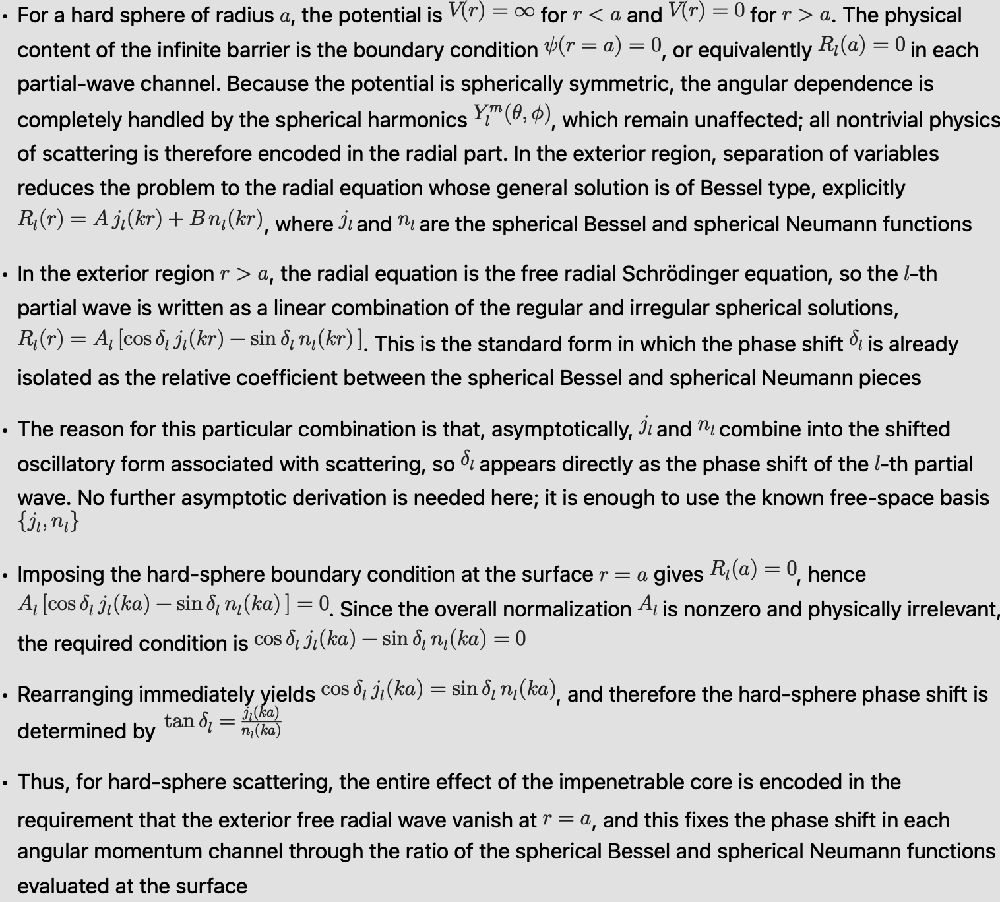 • For a hard sphere of radius a, the potential is V(r) = ∞ for r < a and V(r) = 0 for r > a. The physical
content of the infinite barrier is the boundary condition ψ(r = a) = 0, or equivalently R_l(a) = 0 in each
partial-wave channel. Because the potential is spherically symmetric, the angular dependence is
completely handled by the spherical harmonics Y_l^m(θ, ϕ), which remain unaffected; all nontrivial physics
of scattering is therefore encoded in the radial part. In the exterior region, separation of variables
reduces the problem to the radial equation whose general solution is of Bessel type, explicitly
R_l(r) = A j_l(kr) + B n_l(kr), where j_l and n_l are the spherical Bessel and spherical Neumann functions
• In the exterior region r > a, the radial equation is the free radial Schrödinger equation, so the l-th
partial wave is written as a linear combination of the regular and irregular spherical solutions,
R_l(r) = A_l [cos δ_l j_l(kr) − sin δ_l n_l(kr)]. This is the standard form in which the phase shift δ_l is already
isolated as the relative coefficient between the spherical Bessel and spherical Neumann pieces
• The reason for this particular combination is that, asymptotically, j_l and n_l combine into the shifted
oscillatory form associated with scattering, so δ_l appears directly as the phase shift of the l-th partial
wave. No further asymptotic derivation is needed here; it is enough to use the known free-space basis
{j_l, n_l}
• Imposing the hard-sphere boundary condition at the surface r = a gives R_l(a) = 0, hence
A_l [cos δ_l j_l(ka) − sin δ_l n_l(ka)] = 0. Since the overall normalization A_l is nonzero and physically irrelevant,
the required condition is cos δ_l j_l(ka) − sin δ_l n_l(ka) = 0
• Rearranging immediately yields cos δ_l j_l(ka) = sin δ_l n_l(ka), and therefore the hard-sphere phase shift is
determined by tan δ_l = j_l(ka)/n_l(ka)
• Thus, for hard-sphere scattering, the entire effect of the impenetrable core is encoded in the
requirement that the exterior free radial wave vanish at r = a, and this fixes the phase shift in each
angular momentum channel through the ratio of the spherical Bessel and spherical Neumann functions
evaluated at the surface